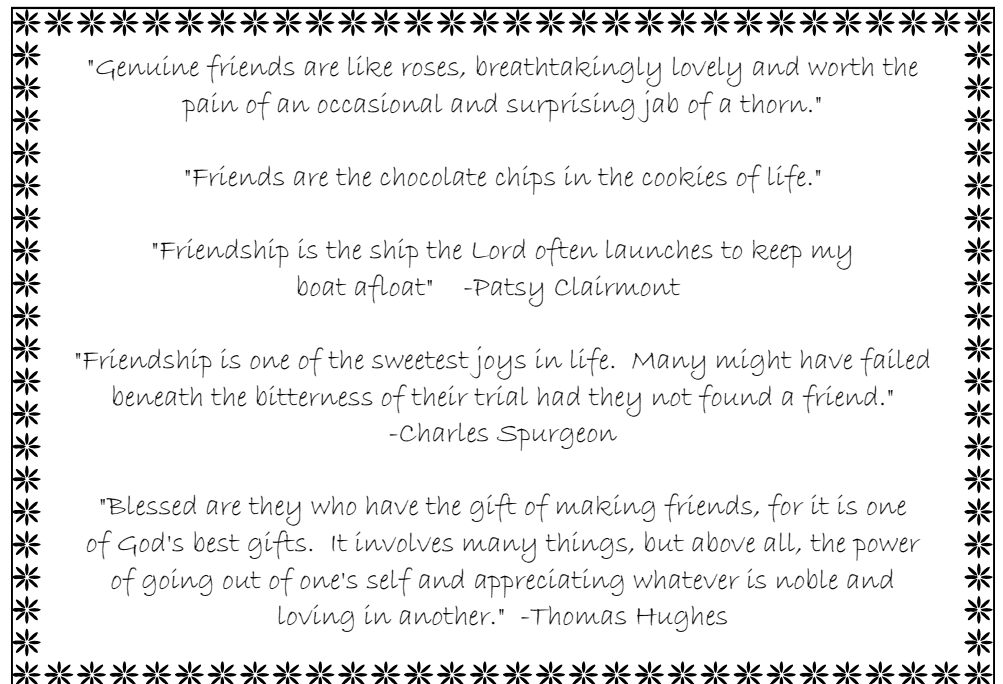 "Genuine friends are like roses, breathtakingly lovely and worth the
pain of an occasional and surprising jab of a thorn."
"Friends are the chocolate chips in the cookies of life."
"Friendship is the ship the Lord often launches to keep my
boat afloat" -Patsy Clairmont
"Friendship is one of the sweetest joys in life. Many might have failed
beneath the bitterness of their trial had they not found a friend."
-Charles Spurgeon
"Blessed are they who have the gift of making friends, for it is one
of God's best gifts. It involves many things, but above all, the power
of going out of one's self and appreciating whatever is noble and
loving in another." -Thomas Hughes